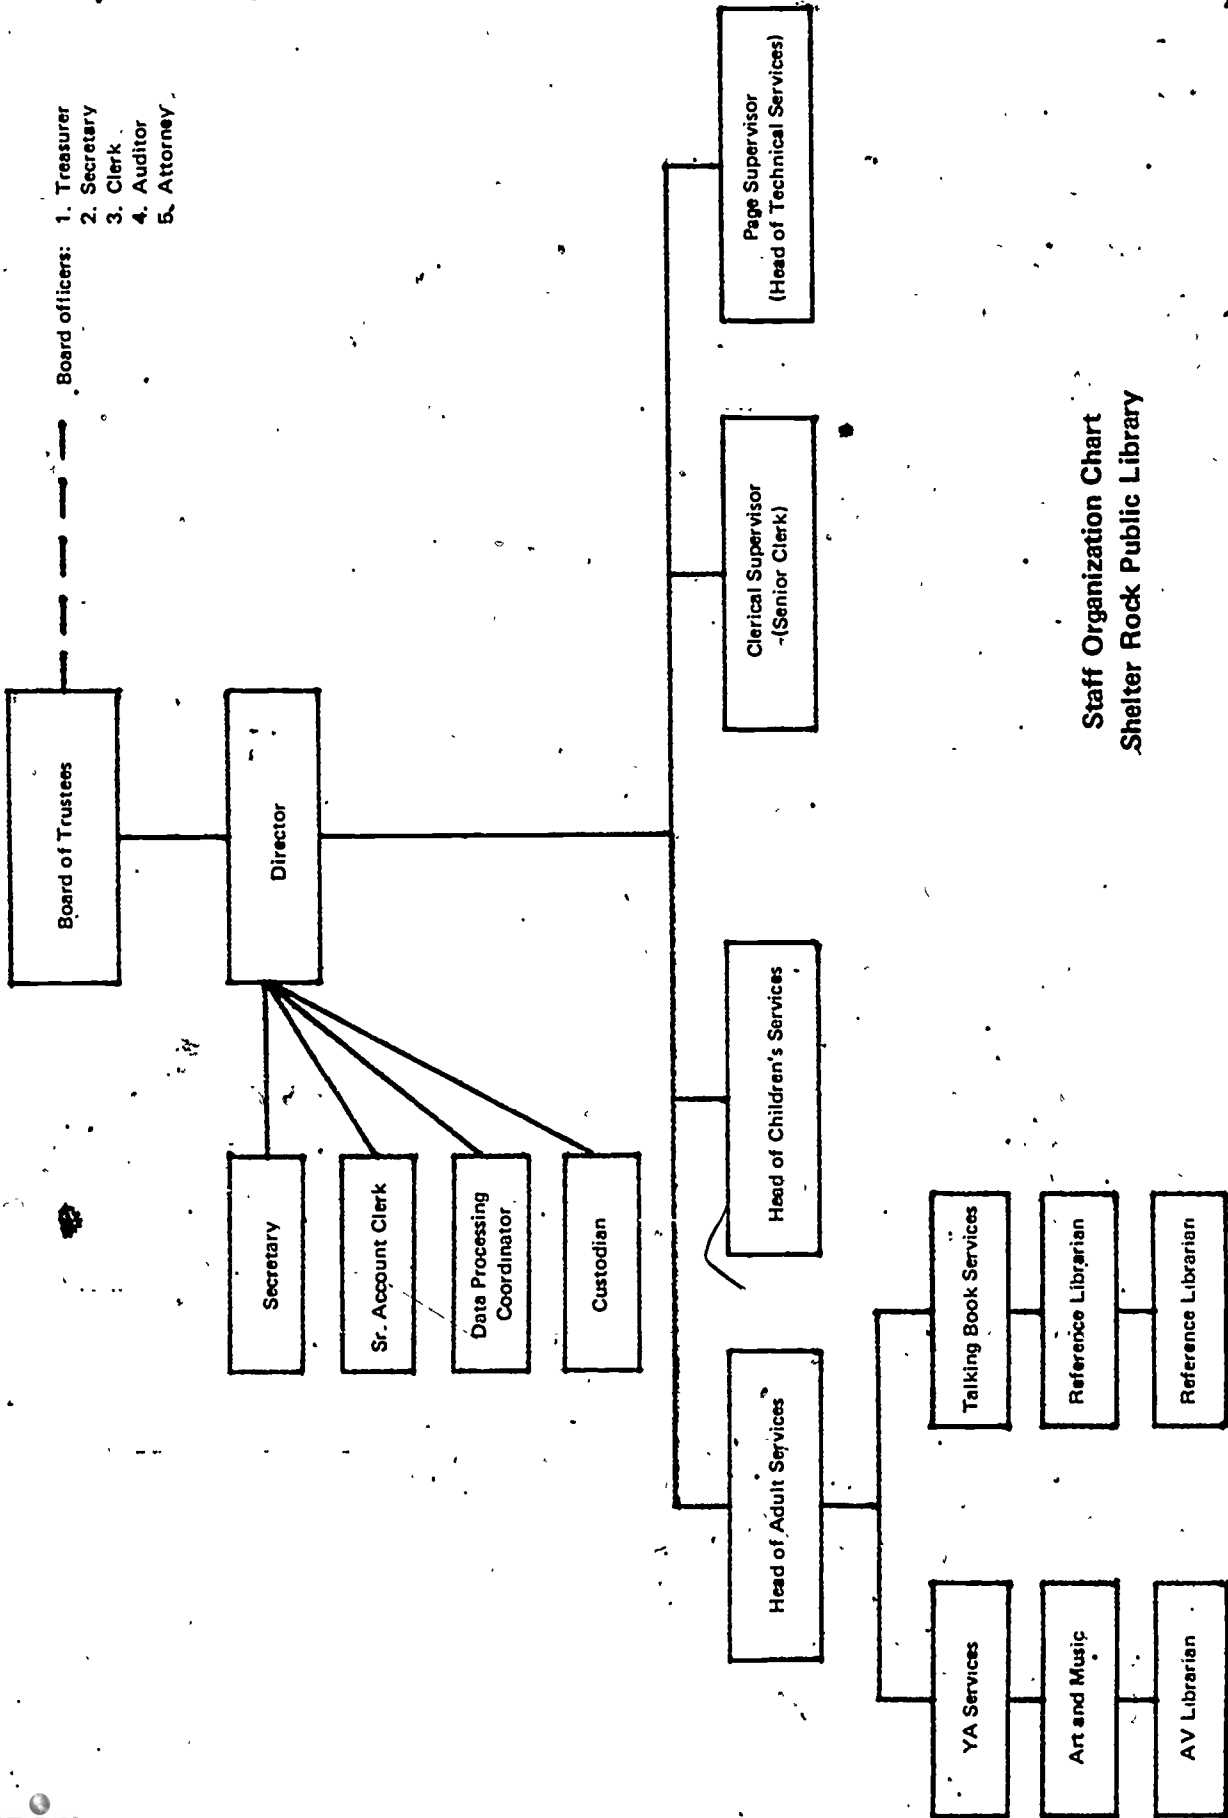 Board of Trustees
Board officers: 1. Treasurer
2. Secretary
3. Clerk
4. Auditor
5. Attorney
Director
Secretary
Sr. Account Clerk
Data Processing
Coordinator
Custodian
Head of Adult Services
Head of Children's Services
Clerical Supervisor
(Senior Clerk)
Page Supervisor
(Head of Technical Services)
YA Services
Art and Music
AV Librarian
Talking Book Services
Reference Librarian
Reference Librarian
Staff Organization Chart
Shelter Rock Public Library